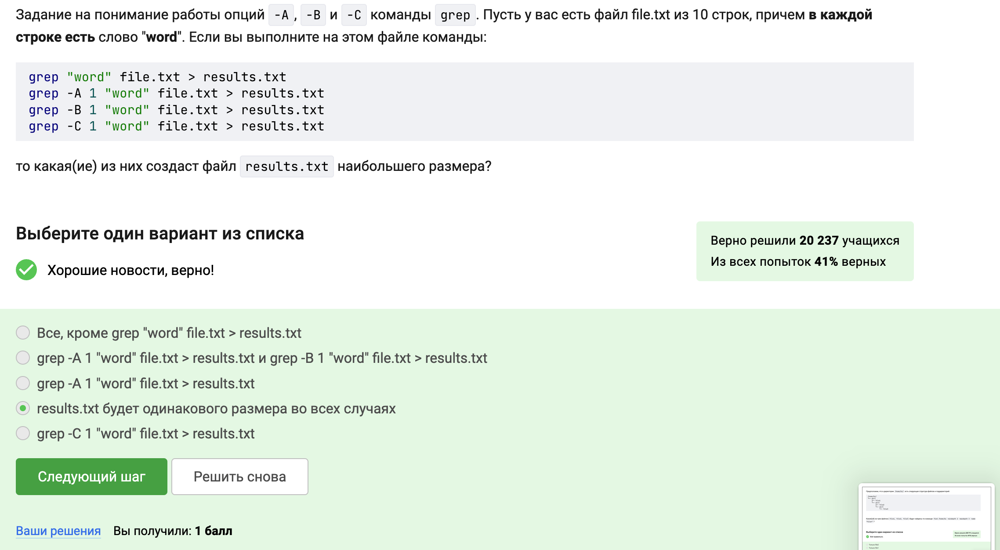 Задание на понимание работы опций -A, -B и -C команды grep. Пусть у вас есть файл file.txt из 10 строк, причем в каждой
строке есть слово "word". Если вы выполните на этом файле команды:
grep "word" file.txt > results.txt
grep -A 1 "word" file.txt > results.txt
grep -B 1 "word" file.txt > results.txt
grep -C 1 "word" file.txt > results.txt
то какая(ие) из них создаст файл results.txt наибольшего размера?
Выберите один вариант из списка
Верно решили 20 237 учащихся
Из всех попыток 41% верных
Хорошие новости, верно!
Все, кроме grep "word" file.txt > results.txt
grep -A 1 "word" file.txt > results.txt и grep -B 1 "word" file.txt > results.txt
grep -A 1 "word" file.txt > results.txt
results.txt будет одинакового размера во всех случаях
grep -C 1 "word" file.txt > results.txt
Следующий шаг
Решить снова
Ваши решения
Вы получили: 1 балл
Выберите один вариант из списка